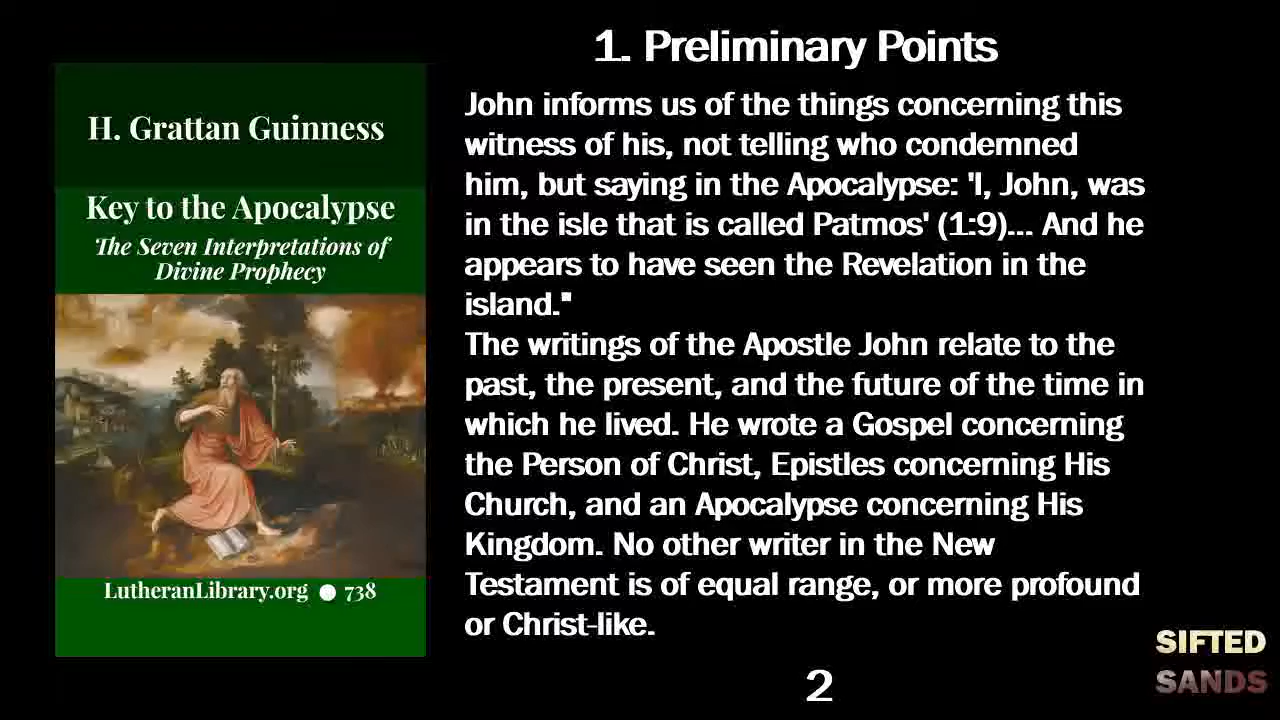 H. Grattan Guinness
Key to the Apocalypse
The Seven Interpretations of
Divine Prophecy
LutheranLibrary.org ● 738
1. Preliminary Points
John informs us of the things concerning this
witness of his, not telling who condemned
him, but saying in the Apocalypse: 'I, John, was
in the isle that is called Patmos' (1:9)... And he
appears to have seen the Revelation in the
island."
The writings of the Apostle John relate to the
past, the present, and the future of the time in
which he lived. He wrote a Gospel concerning
the Person of Christ, Epistles concerning His
Church, and an Apocalypse concerning His
Kingdom. No other writer in the New
Testament is of equal range, or more profound
or Christ-like.
2
SIFTED
SANDS